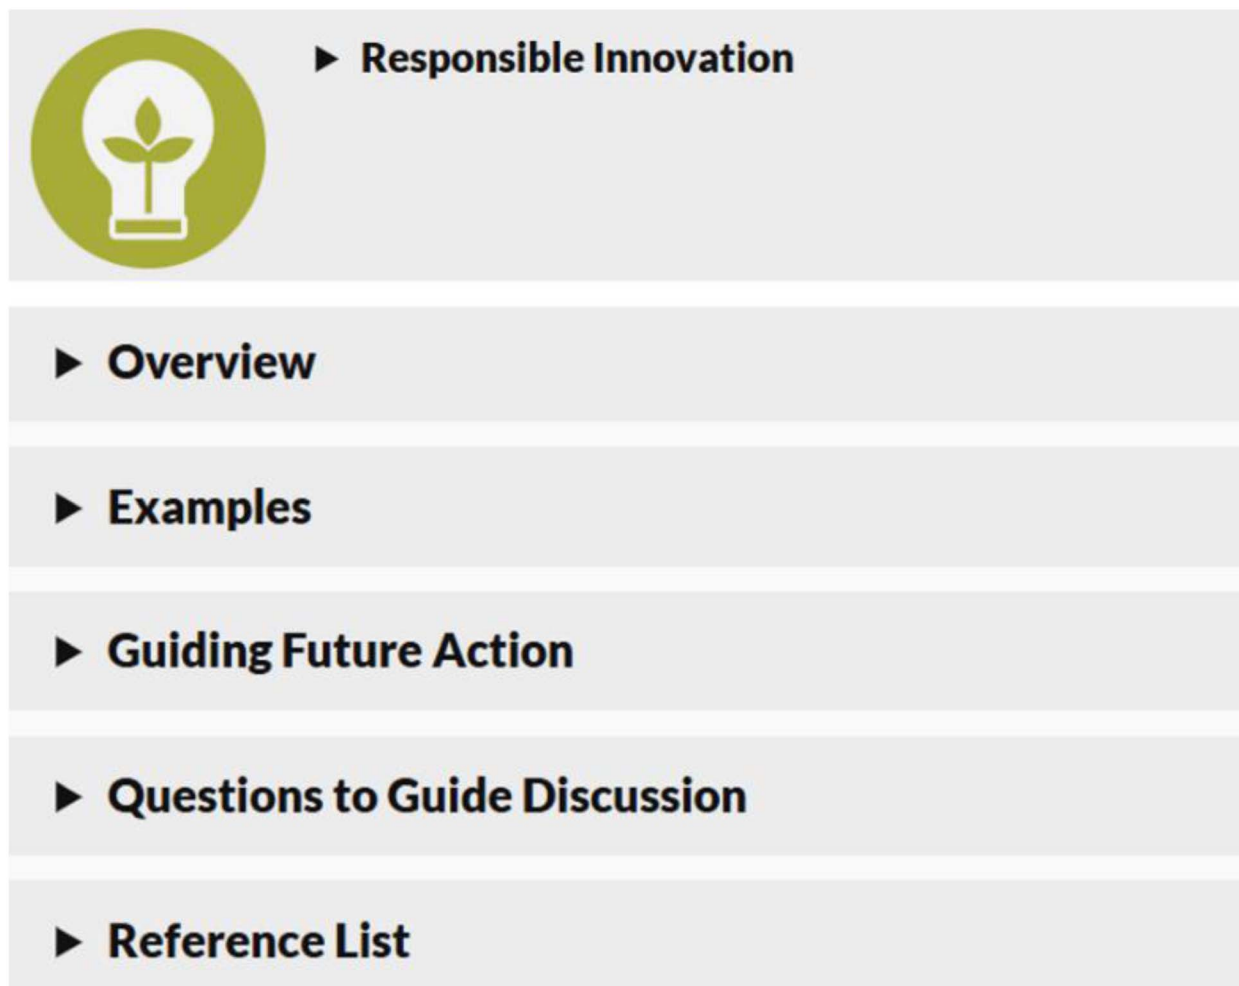 Responsible Innovation
Overview
Examples
Guiding Future Action
Questions to Guide Discussion
Reference List